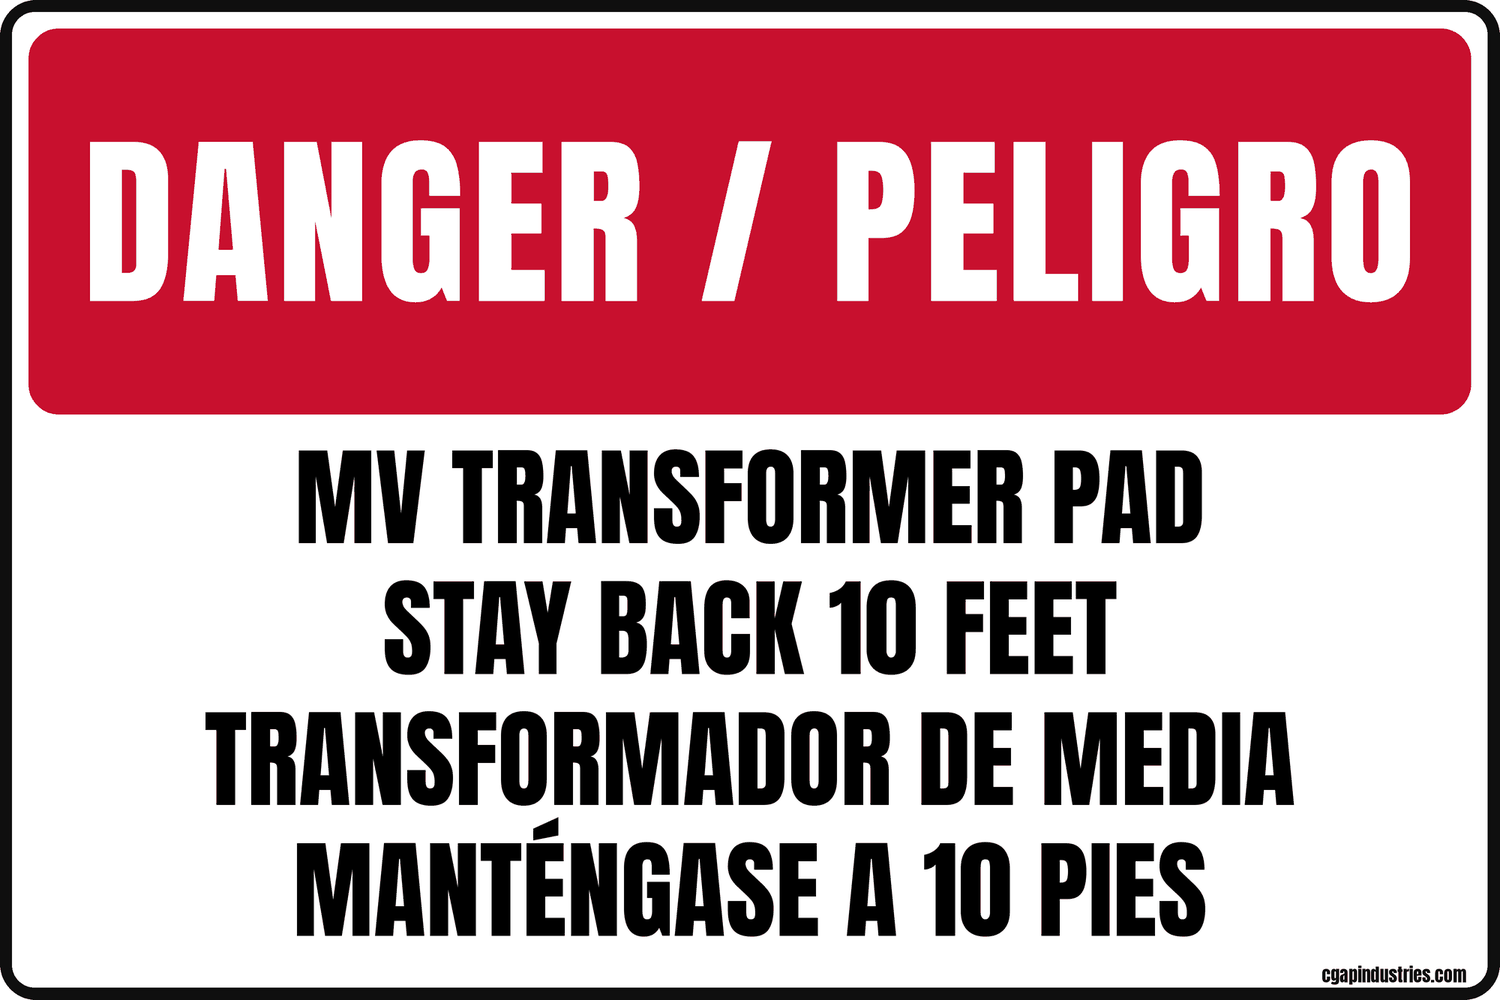 DANGER / PELIGRO
MV TRANSFORMER PAD
STAY BACK 10 FEET
TRANSFORMADOR DE MEDIA
MANTÉNGASE A 10 PIES
cgapindustries.com